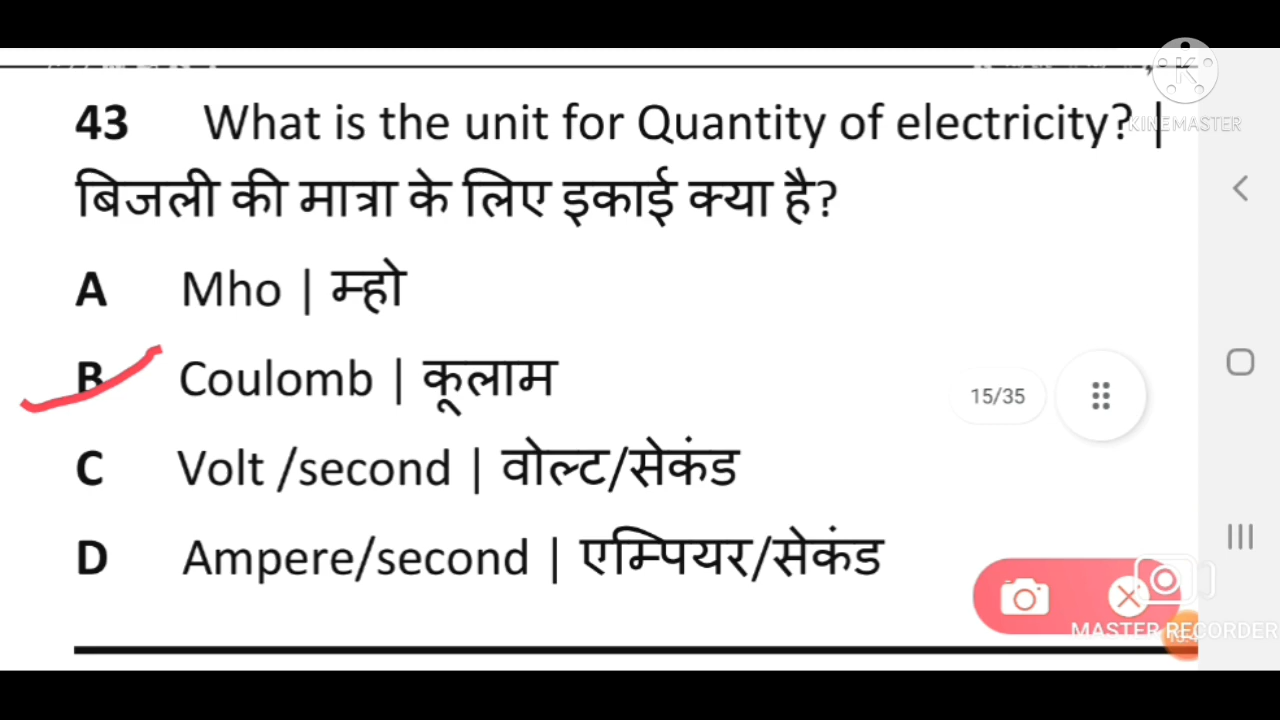 KINEMASTER
43 What is the unit for Quantity of electricity? |
बिजली की मात्रा के लिए इकाई क्या है?
A Mho | म्हो
B Coulomb | कूलाम
15/35
C Volt /second | वोल्ट/सेकंड
D Ampere/second | एम्पियर/सेकंड
MASTER RECORDER